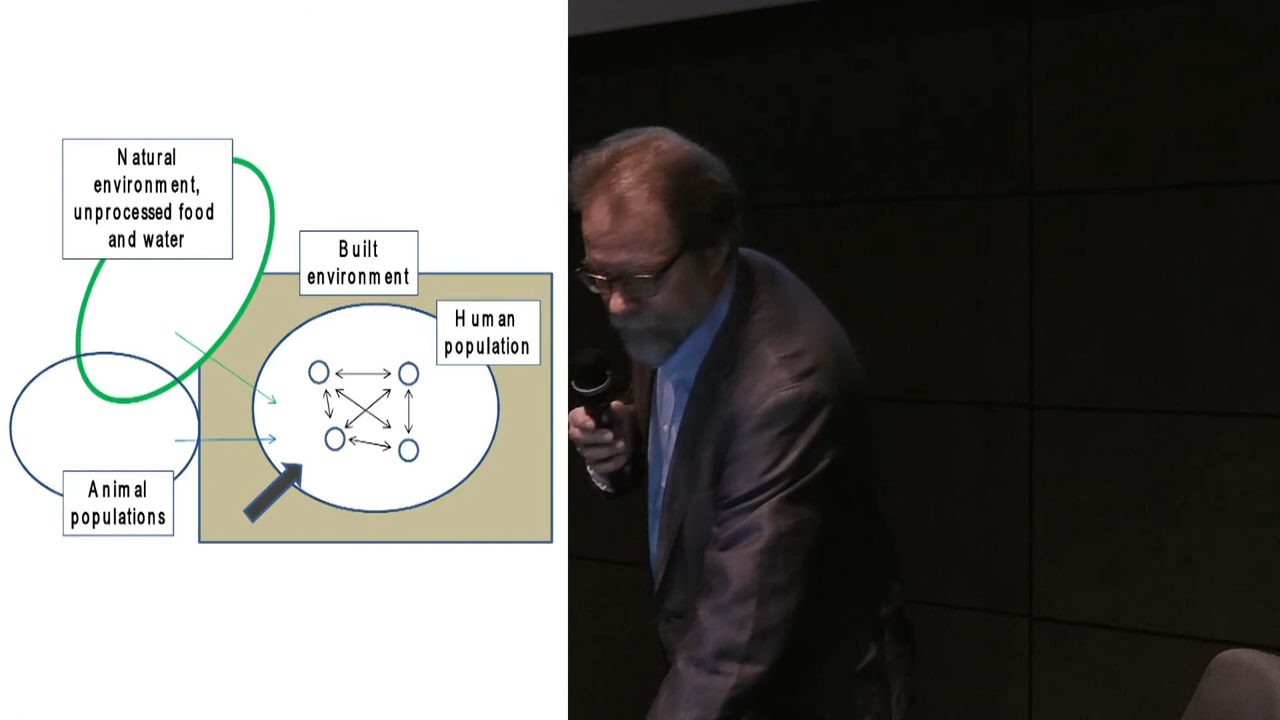 Natural
environment,
unprocessed food
and water
Built
environment
Human
population
Animal
populations